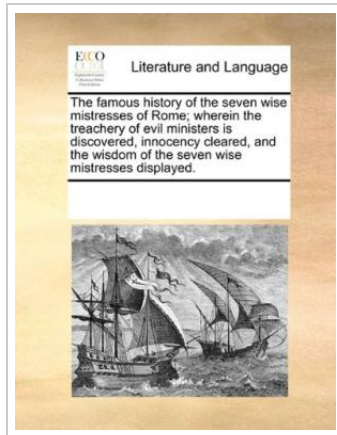 ECCO
Literature and Language
The famous history of the seven wise
mistresses of Rome; wherein the
treachery of evil ministers is
discovered, innocency cleared, and
the wisdom of the seven wise
mistresses displayed.